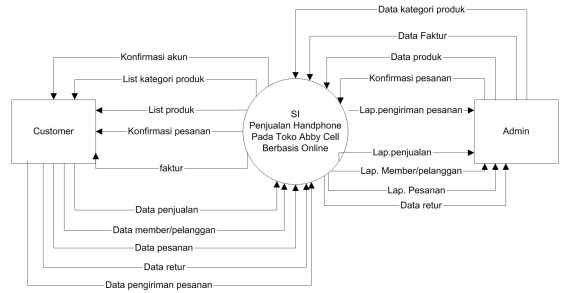 Data kategori produk
Data Faktur
Konfirmasi akun
Data produk
List kategori produk
Konfirmasi pesanan
List produk
Lap.pengiriman pesanan
SI
Penjualan Handphone
Pada Toko Abby Cell
Berbasis Online
Customer
Konfirmasi pesanan
Admin
Lap.penjualan
faktur
Lap. Member/pelanggan
Lap. Pesanan
Data retur
Data penjualan
Data member/pelanggan
Data pesanan
Data retur
Data pengiriman pesanan